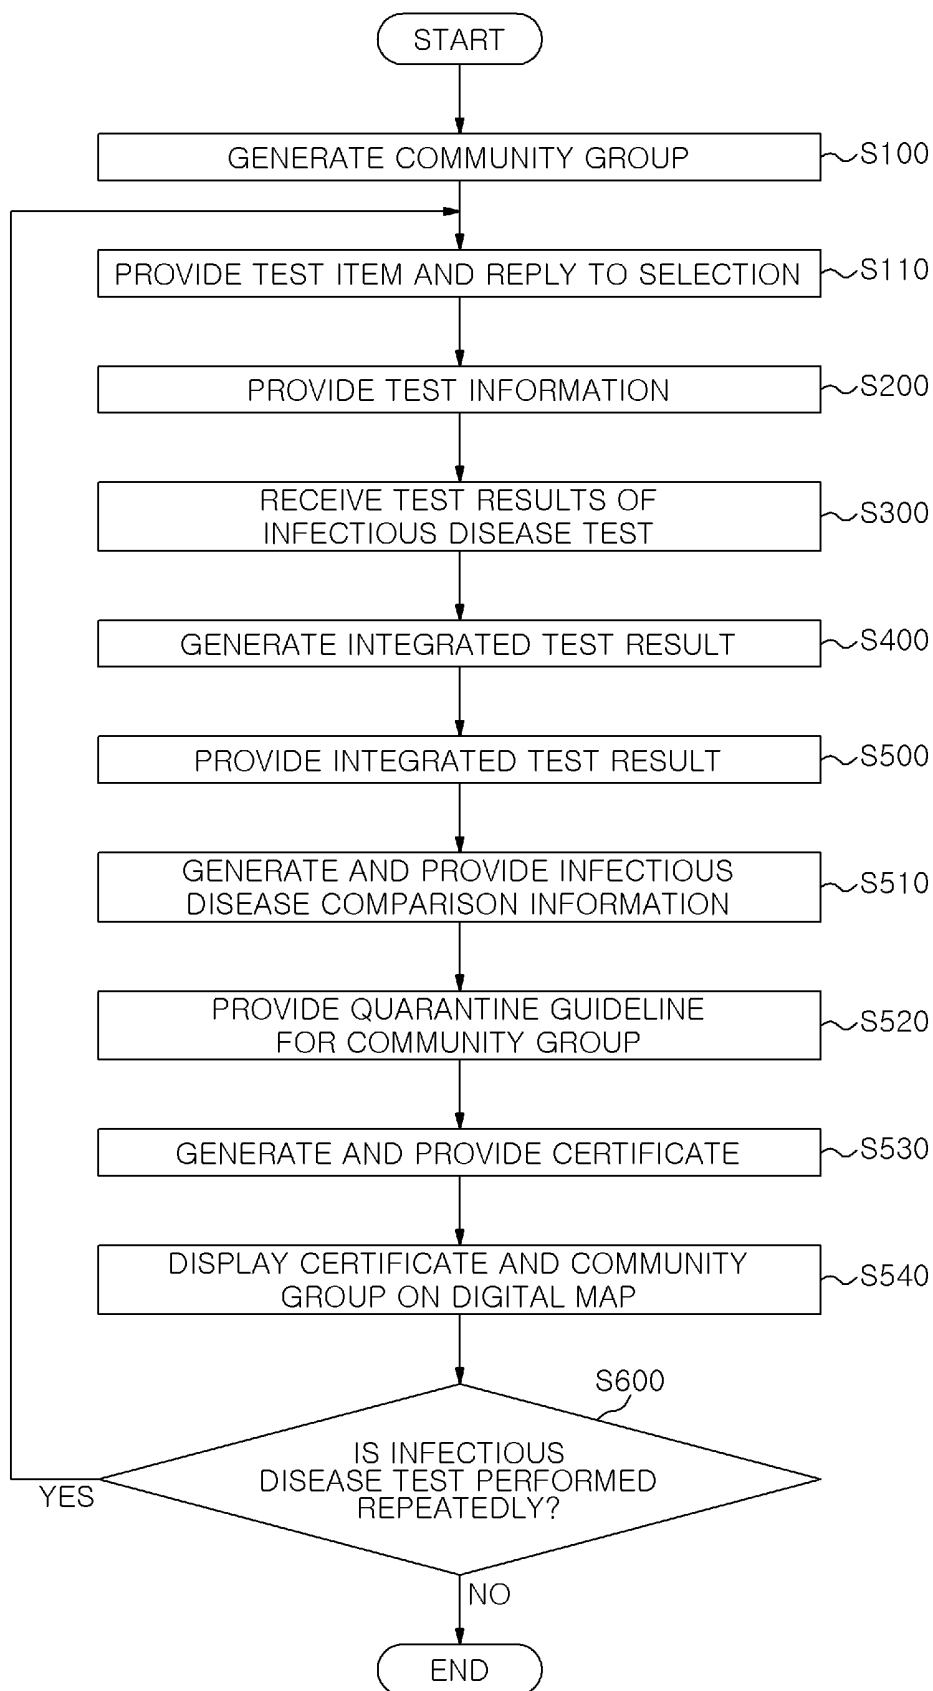 START
GENERATE COMMUNITY GROUP
S100
PROVIDE TEST ITEM AND REPLY TO SELECTION
S110
PROVIDE TEST INFORMATION
S200
RECEIVE TEST RESULTS OF
INFECTIOUS DISEASE TEST
S300
GENERATE INTEGRATED TEST RESULT
S400
PROVIDE INTEGRATED TEST RESULT
S500
GENERATE AND PROVIDE INFECTIOUS
DISEASE COMPARISON INFORMATION
S510
PROVIDE QUARANTINE GUIDELINE
FOR COMMUNITY GROUP
S520
GENERATE AND PROVIDE CERTIFICATE
S530
DISPLAY CERTIFICATE AND COMMUNITY
GROUP ON DIGITAL MAP
S540
S600
IS INFECTIOUS
DISEASE TEST PERFORMED
REPEATEDLY?
YES
NO
END